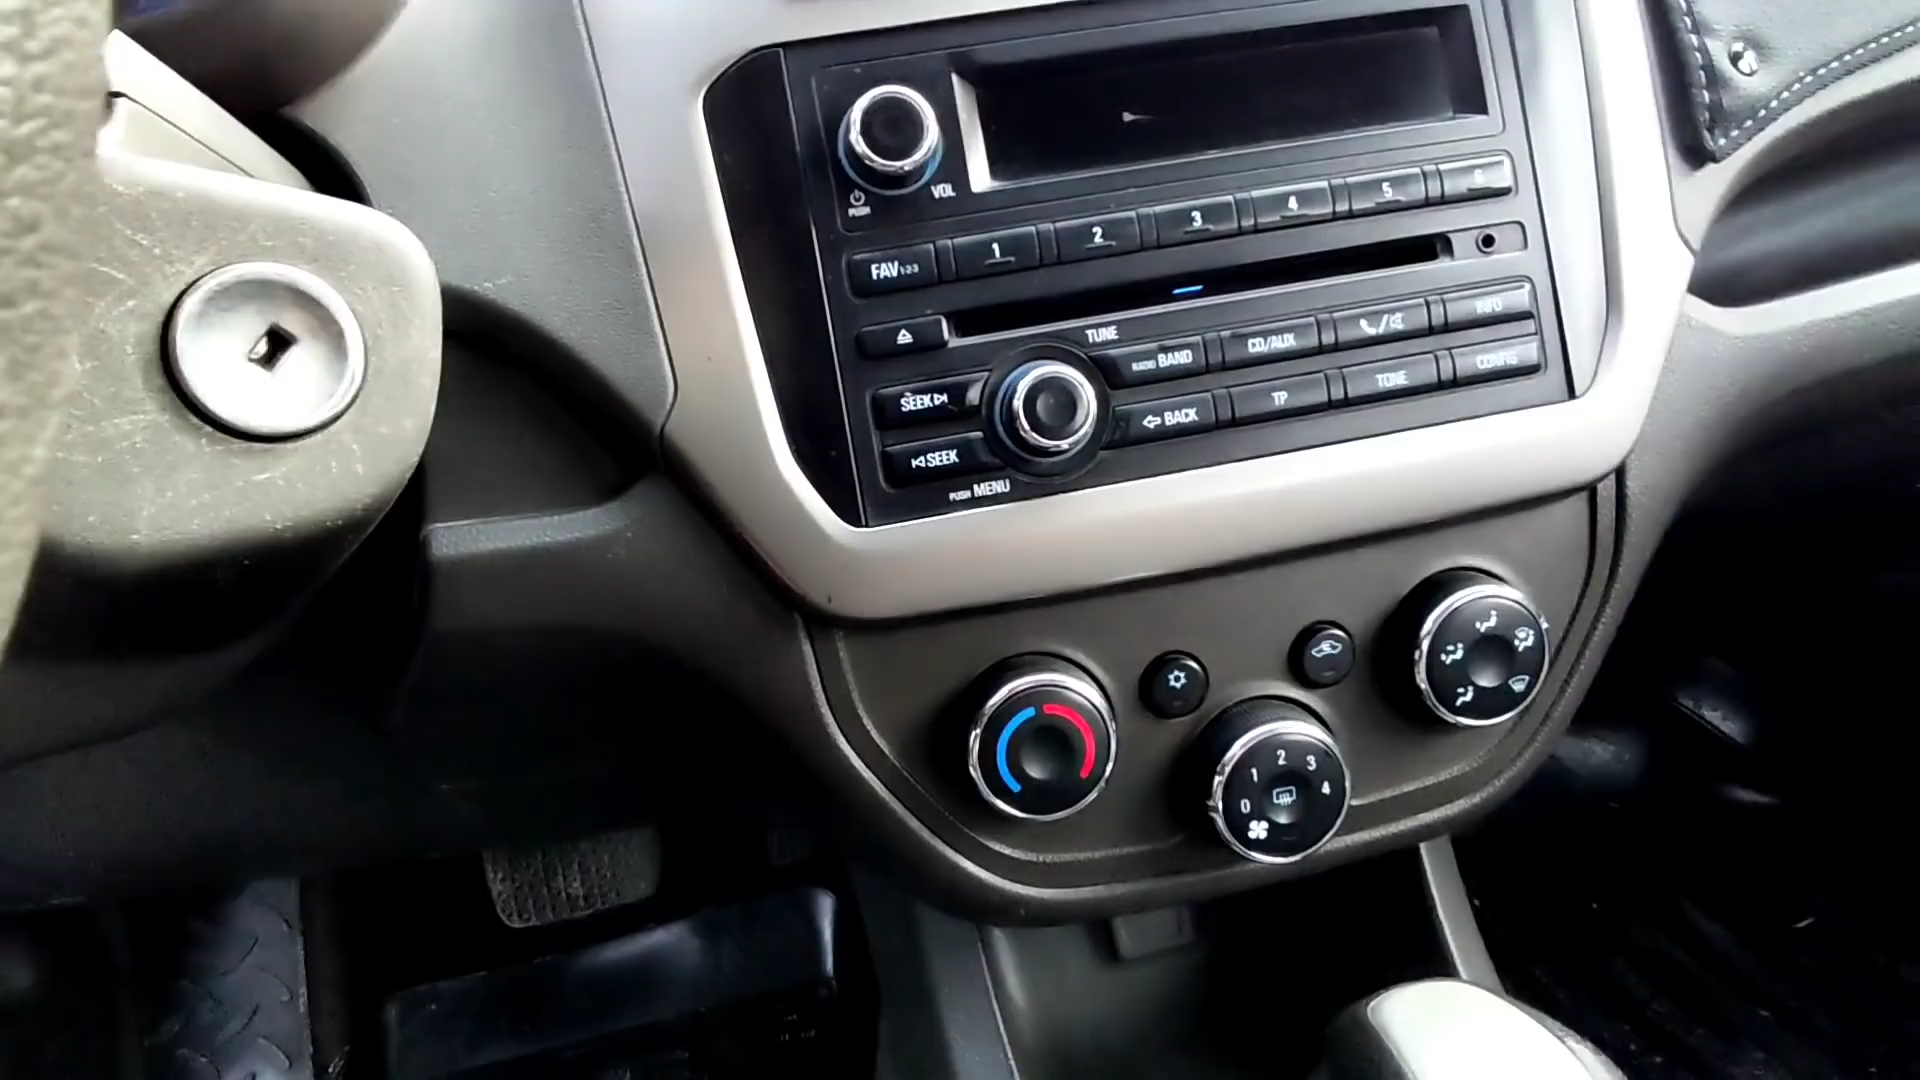 PUSH
VOL
1
2
3
4
5
6
FAV 1-2-3
TUNE
RADIO BAND
CD/AUX
INFO
SEEK
BACK
TP
TONE
CONFIG
SEEK
PUSH MENU
0
1
2
3
4